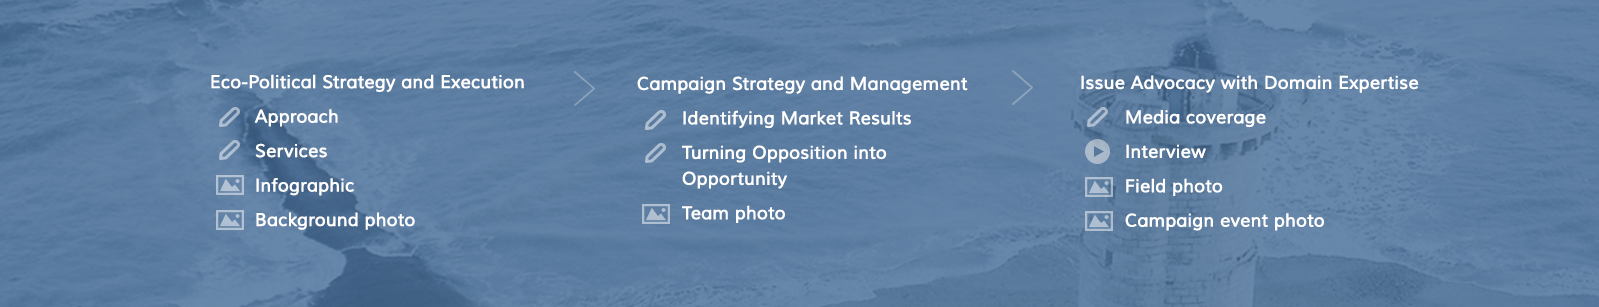 Eco-Political Strategy and Execution
Approach
Services
Infographic
Background photo
Campaign Strategy and Management
Identifying Market Results
Turning Opposition into
Opportunity
Team photo
Issue Advocacy with Domain Expertise
Media coverage
Interview
Field photo
Campaign event photo